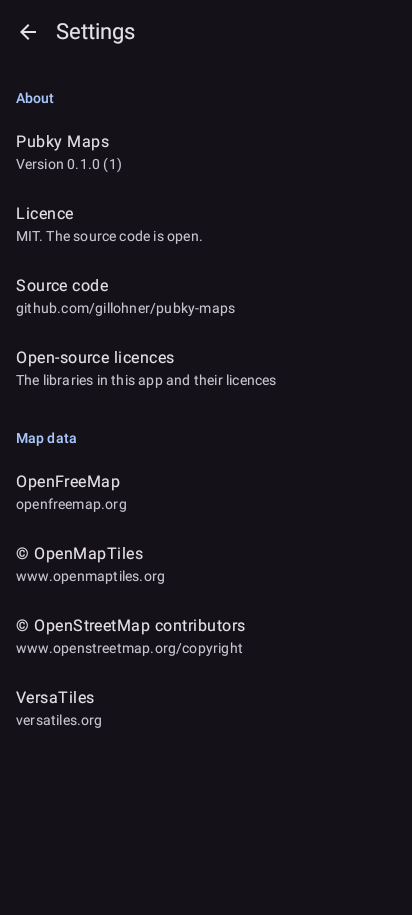 Settings
About
Pubky Maps
Version 0.1.0 (1)
Licence
MIT. The source code is open.
Source code
github.com/gillohner/pubky-maps
Open-source licences
The libraries in this app and their licences
Map data
OpenFreeMap
openfreemap.org
© OpenMapTiles
www.openmaptiles.org
© OpenStreetMap contributors
www.openstreetmap.org/copyright
VersaTiles
versatiles.org